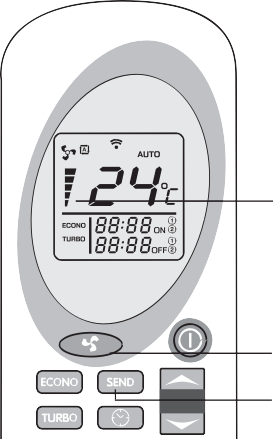 A
AUTO
24°C
ECONO 88:88 ON ① ②
TURBO 88:88 OFF ① ②
ECONO SEND
TURBO